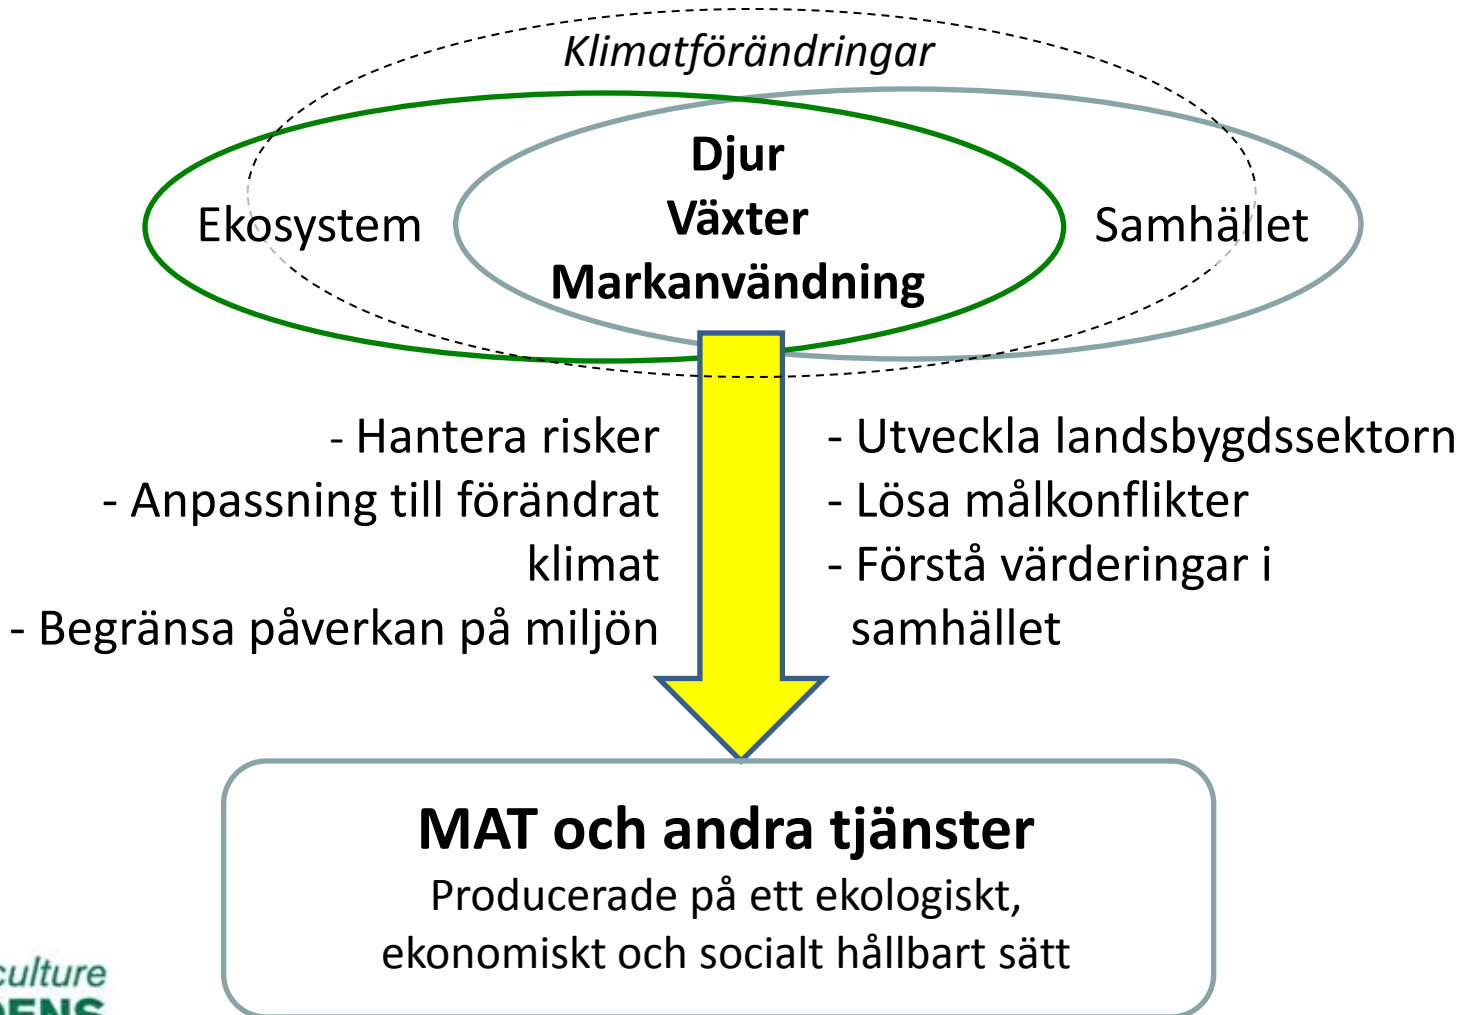 Klimatförändringar
Djur
Växter
Markanvändning
Ekosystem
Samhället
- Hantera risker
- Anpassning till förändrat
klimat
- Begränsa påverkan på miljön
- Utveckla landsbygdssektorn
- Lösa målkonflikter
- Förstå värderingar i
samhället
MAT och andra tjänster
Producerade på ett ekologiskt,
ekonomiskt och socialt hållbart sätt
culture